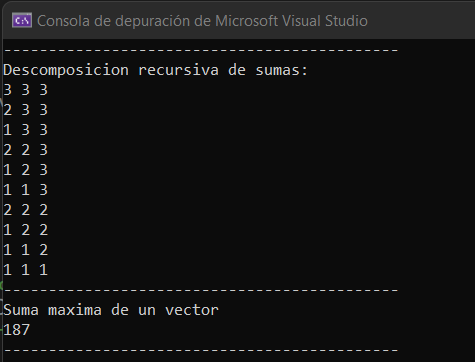 Consola de depuración de Microsoft Visual Studio
--------------------------------------------
Descomposicion recursiva de sumas:
3 3 3
2 3 3
1 3 3
2 2 3
1 2 3
1 1 3
2 2 2
1 2 2
1 1 2
1 1 1
--------------------------------------------
Suma maxima de un vector
187
--------------------------------------------